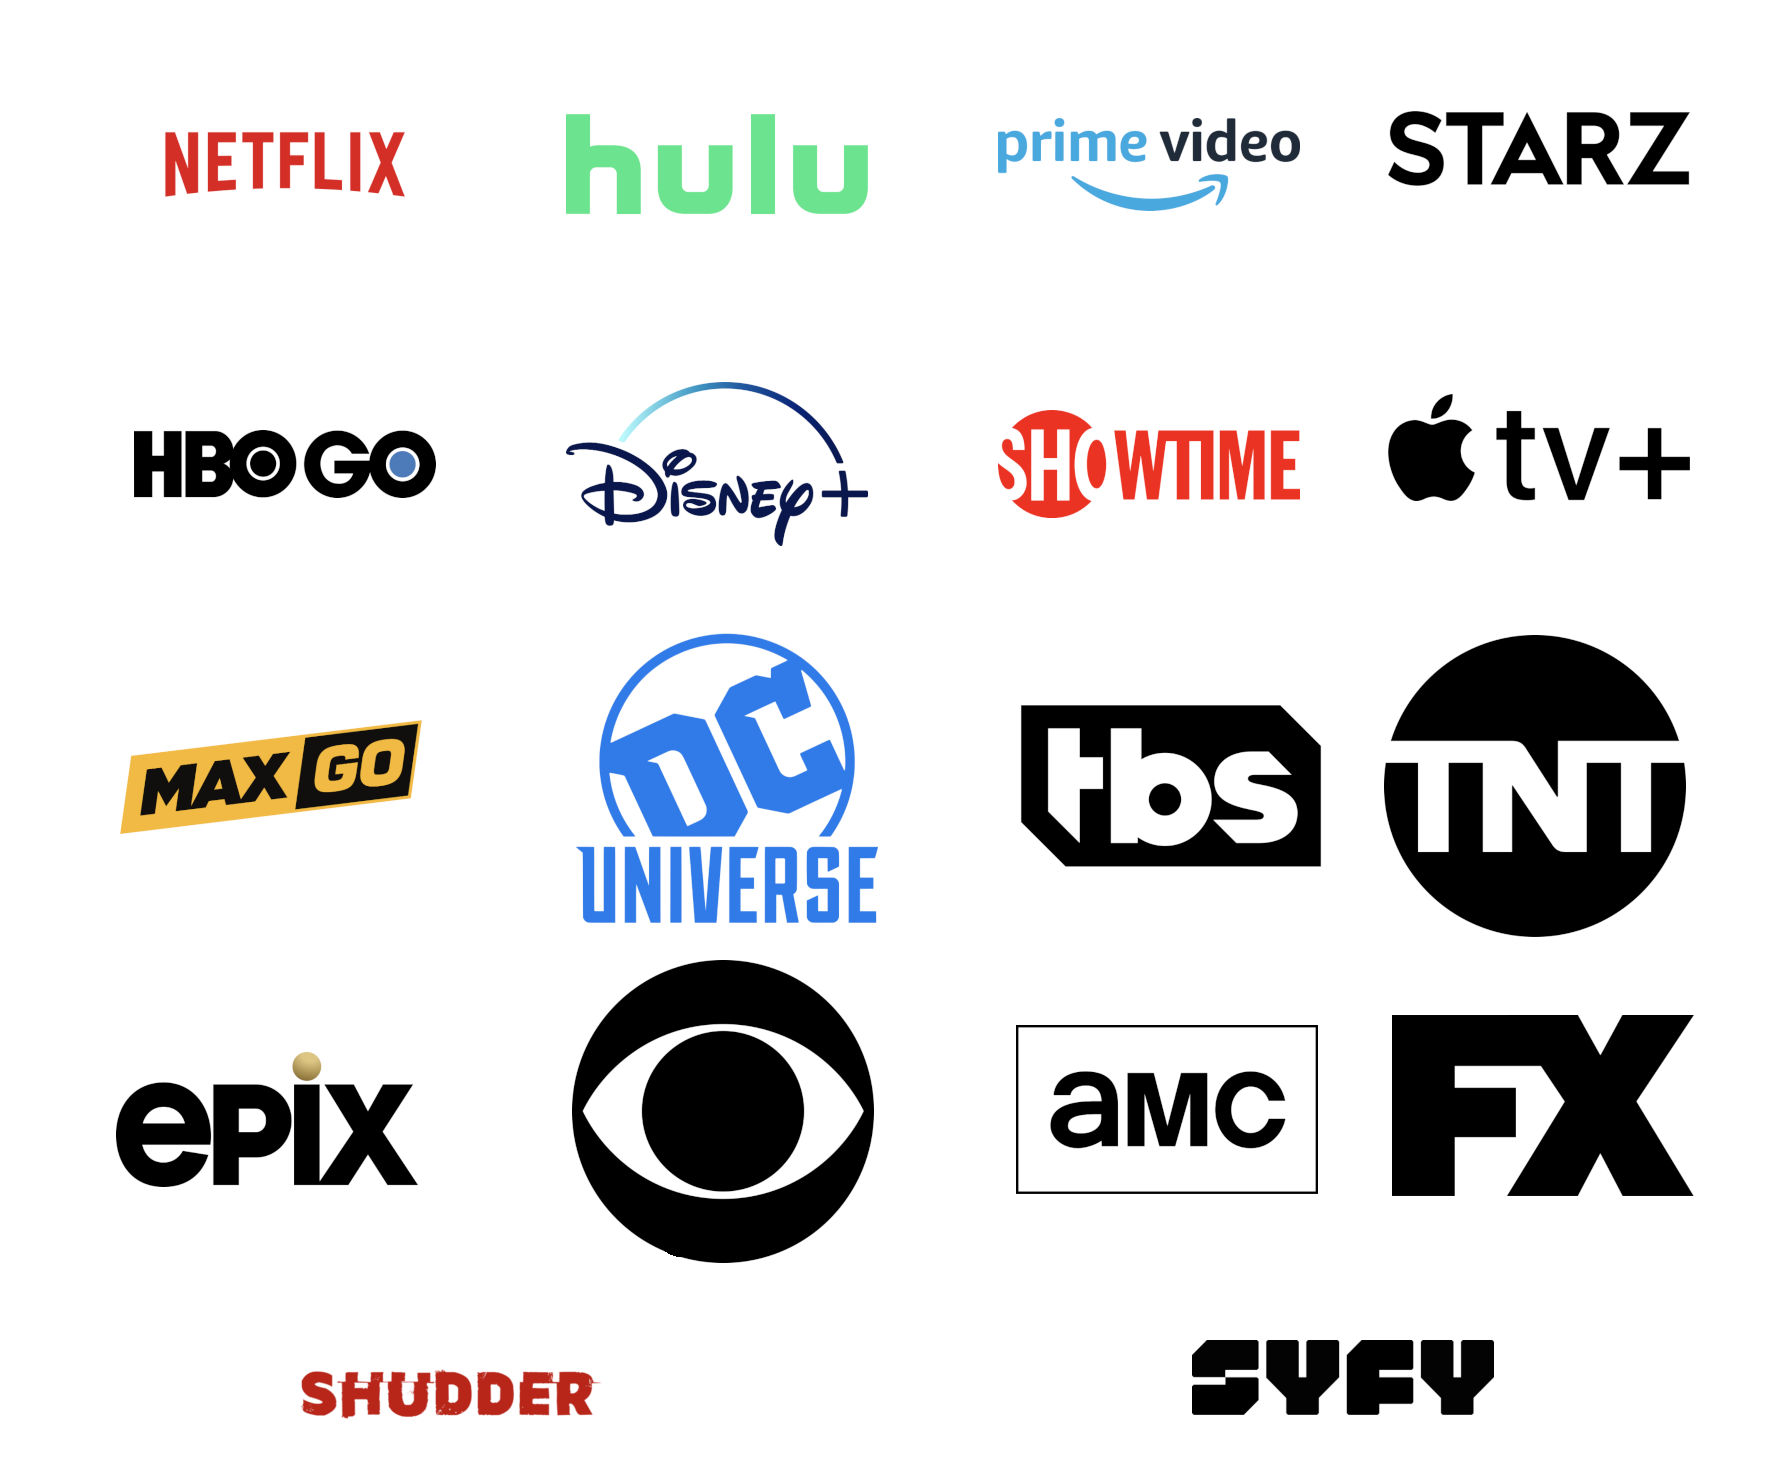 NETFLIX hulu prime video STARZ
HBO GO Disney+ SHOWTIME tv+
MAX GO DC tbs TNT
UNIVERSE
epix aMC FX
SHUDDER SYFY